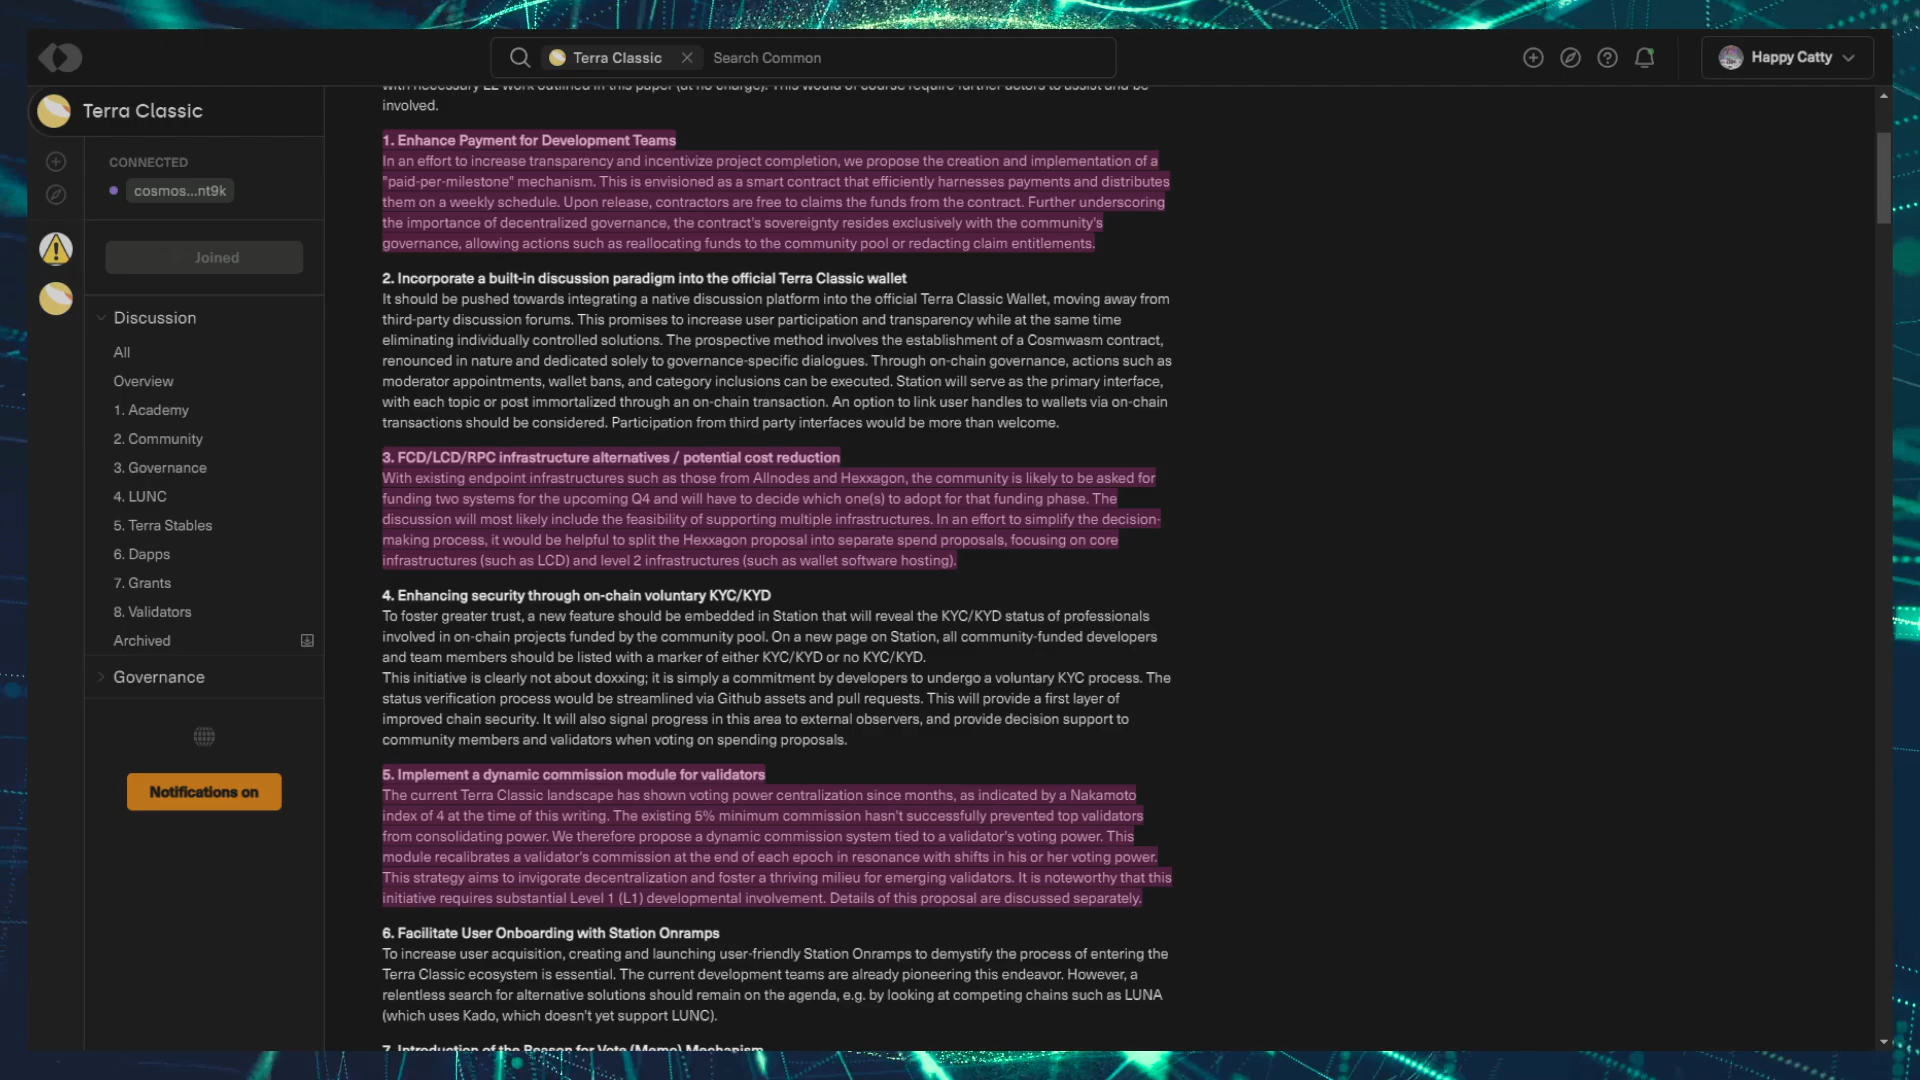 Terra Classic
Search Common
Happy Catty
Terra Classic
CONNECTED
cosmos...nt9k
Joined
Discussion
All
Overview
1. Academy
2. Community
3. Governance
4. LUNC
5. Terra Stables
6. Dapps
7. Grants
8. Validators
Archived
Governance
Notifications on
with necessary L2 work outlined in this paper (at no charge). This would of course require further actors to assist and be
involved.
1. Enhance Payment for Development Teams
In an effort to increase transparency and incentivize project completion, we propose the creation and implementation of a
"paid-per-milestone" mechanism. This is envisioned as a smart contract that efficiently harnesses payments and distributes
them on a weekly schedule. Upon release, contractors are free to claims the funds from the contract. Further underscoring
the importance of decentralized governance, the contract's sovereignty resides exclusively with the community's
governance, allowing actions such as reallocating funds to the community pool or redacting claim entitlements.
2. Incorporate a built-in discussion paradigm into the official Terra Classic wallet
It should be pushed towards integrating a native discussion platform into the official Terra Classic Wallet, moving away from
third-party discussion forums. This promises to increase user participation and transparency while at the same time
eliminating individually controlled solutions. The prospective method involves the establishment of a Cosmwasm contract,
renounced in nature and dedicated solely to governance-specific dialogues. Through on-chain governance, actions such as
moderator appointments, wallet bans, and category inclusions can be executed. Station will serve as the primary interface,
with each topic or post immortalized through an on-chain transaction. An option to link user handles to wallets via on-chain
transactions should be considered. Participation from third party interfaces would be more than welcome.
3. FCD/LCD/RPC infrastructure alternatives / potential cost reduction
With existing endpoint infrastructures such as those from Allnodes and Hexxagon, the community is likely to be asked for
funding two systems for the upcoming Q4 and will have to decide which one(s) to adopt for that funding phase. The
discussion will most likely include the feasibility of supporting multiple infrastructures. In an effort to simplify the decision-
making process, it would be helpful to split the Hexxagon proposal into separate spend proposals, focusing on core
infrastructures (such as LCD) and level 2 infrastructures (such as wallet software hosting).
4. Enhancing security through on-chain voluntary KYC/KYD
To foster greater trust, a new feature should be embedded in Station that will reveal the KYC/KYD status of professionals
involved in on-chain projects funded by the community pool. On a new page on Station, all community-funded developers
and team members should be listed with a marker of either KYC/KYD or no KYC/KYD.
This initiative is clearly not about doxxing; it is simply a commitment by developers to undergo a voluntary KYC process. The
status verification process would be streamlined via Github assets and pull requests. This will provide a first layer of
improved chain security. It will also signal progress in this area to external observers, and provide decision support to
community members and validators when voting on spending proposals.
5. Implement a dynamic commission module for validators
The current Terra Classic landscape has shown voting power centralization since months, as indicated by a Nakamoto
index of 4 at the time of this writing. The existing 5% minimum commission hasn't successfully prevented top validators
from consolidating power. We therefore propose a dynamic commission system tied to a validator's voting power. This
module recalibrates a validator's commission at the end of each epoch in resonance with shifts in his or her voting power.
This strategy aims to invigorate decentralization and foster a thriving milieu for emerging validators. It is noteworthy that this
initiative requires substantial Level 1 (L1) developmental involvement. Details of this proposal are discussed separately.
6. Facilitate User Onboarding with Station Onramps
To increase user acquisition, creating and launching user-friendly Station Onramps to demystify the process of entering the
Terra Classic ecosystem is essential. The current development teams are already pioneering this endeavor. However, a
relentless search for alternative solutions should remain on the agenda, e.g. by looking at competing chains such as LUNA
(which uses Kado, which doesn't yet support LUNC).
7. Introduction of the Reason for Vote (Memo) Mechanism